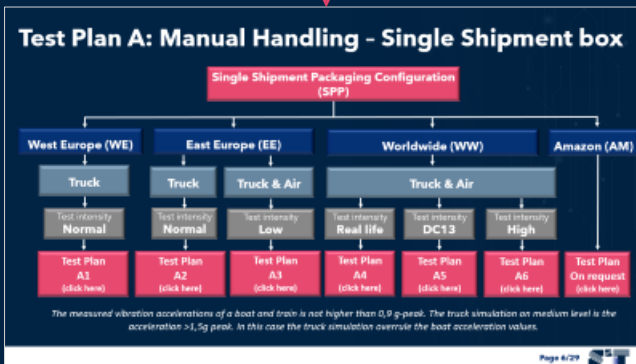 Test Plan A: Manual Handling – Single Shipment box
Single Shipment Packaging Configuration
(SPP)
West Europe (WE)
East Europe (EE)
Worldwide (WW)
Amazon (AM)
Truck
Truck
Truck & Air
Truck & Air
Test intensity
Normal
Test intensity
Normal
Test intensity
Low
Test intensity
Real life
Test intensity
DC13
Test intensity
High
Test Plan
A1
(click here)
Test Plan
A2
(click here)
Test Plan
A3
(click here)
Test Plan
A4
(click here)
Test Plan
A5
(click here)
Test Plan
A6
(click here)
Test Plan
On request
(click here)
The measured vibration accelerations of a boat and train is not higher than 0,9 g-peak. The truck simulation on medium level is the
acceleration >1,5g peak. In this case the truck simulation overrule the boat acceleration values.
Page 6/29